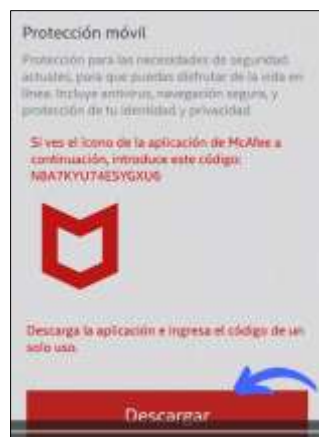 Protección móvil
Protección para las necesidades de seguridad
actuales, para que puedas disfrutar de la vida en
línea. Incluye antivirus, navegación segura, y
protección de tu identidad y privacidad
Si ves el icono de la aplicación de McAfee a
continuación, introduce este código:
N8A7KYU74ESYGXU6
Descarga la aplicación e ingresa el código de un
solo uso.
Descargar